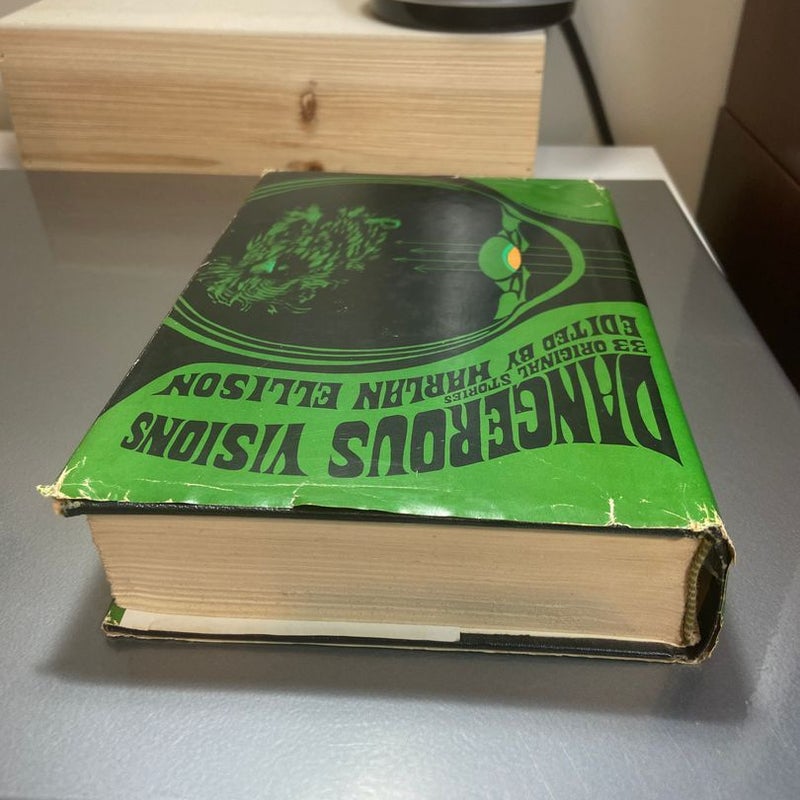 DANGEROUS VISIONS
33 ORIGINAL STORIES
EDITED BY HARLAN ELLISON